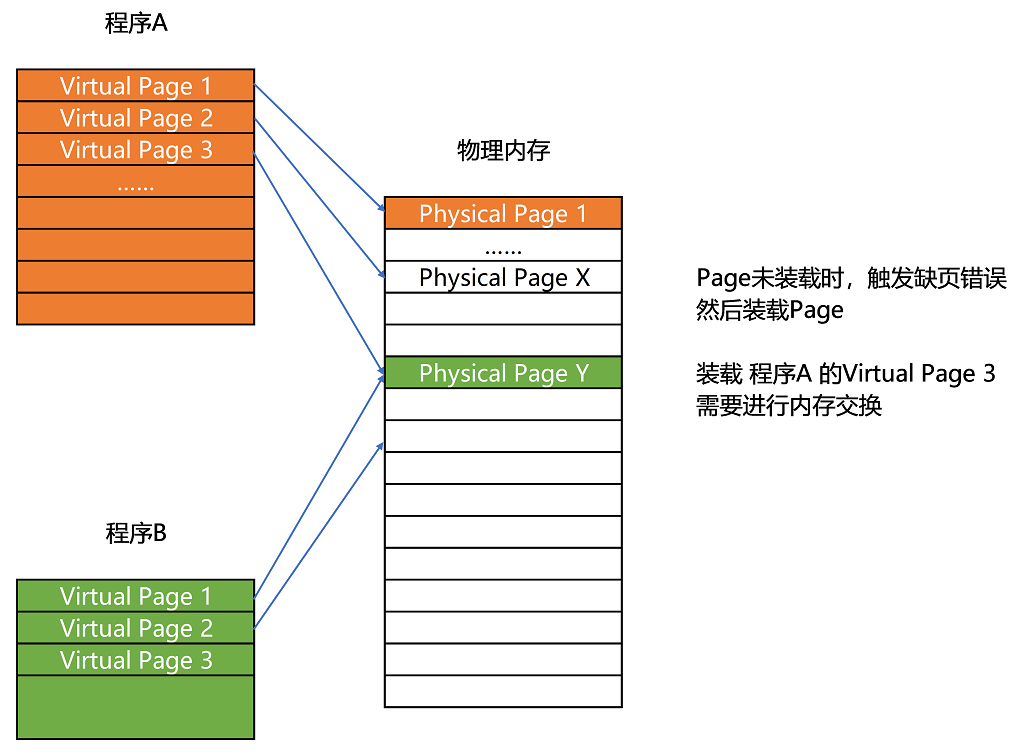 程序A
Virtual Page 1
Virtual Page 2
Virtual Page 3
……
物理内存
Physical Page 1
……
Physical Page X
Physical Page Y
Page未装载时，触发缺页错误
然后装载Page
装载 程序A 的Virtual Page 3
需要进行内存交换
程序B
Virtual Page 1
Virtual Page 2
Virtual Page 3